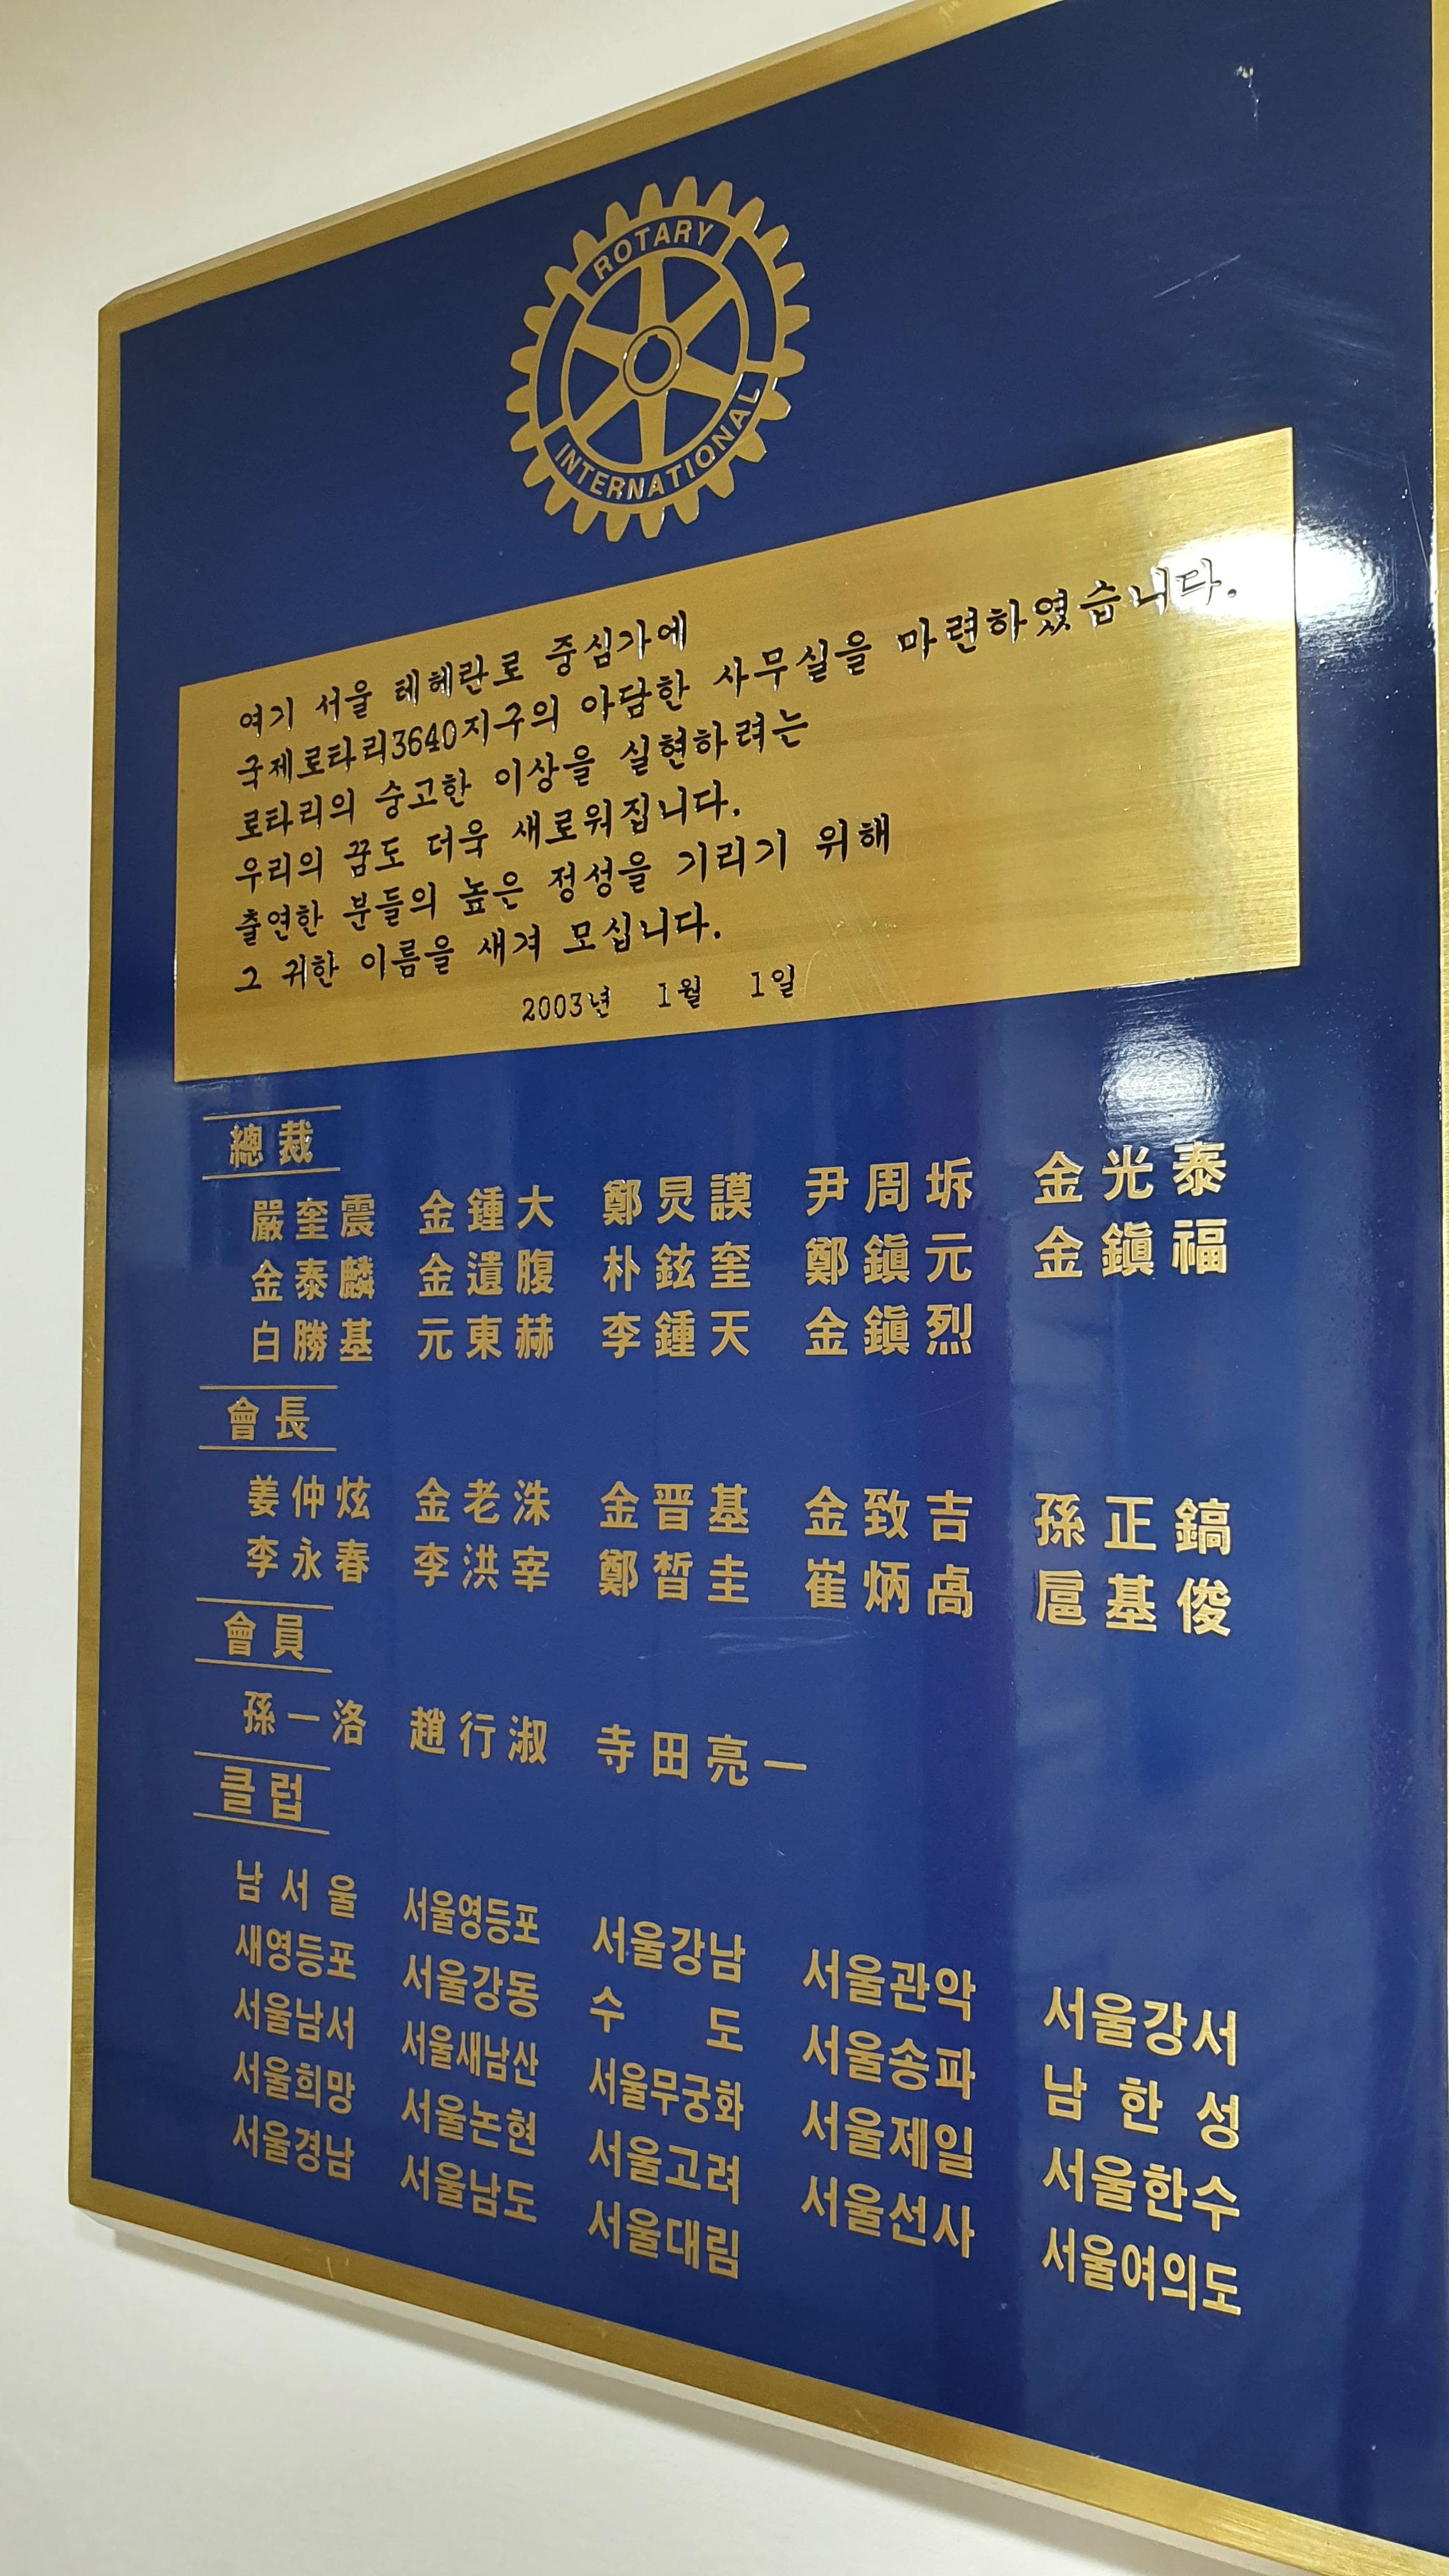 ROTARY
INTERNATIONAL
여기 서울 테헤란로 중심가에
국제로타리3640지구의 아담한 사무실을 마련하였습니다.
로타리의 숭고한 이상을 실현하려는
우리의 꿈도 더욱 새로워집니다.
출연한 분들의 높은 정성을 기리기 위해
그 귀한 이름을 새겨 모십니다.
2003년 1월 1일
總裁
嚴奎震 金鍾大 鄭炅謨 尹周坼 金光泰
金泰麟 金遺腹 朴鉉奎 鄭鎭元 金鎭福
白勝基 元東赫 李鍾天 金鎭烈
會長
姜仲炫 金老洙 金晋基 金致吉 孫正鎬
李永春 李洪宰 鄭晳圭 崔炳卨 扈基俊
會員
孫一洛 趙行淑 寺田亮一
클럽
남서울 서울영등포 서울강남 서울관악 서울강서
새영등포 서울강동 수도 서울송파 남한성
서울남서 서울새남산 서울무궁화 서울제일 서울한수
서울희망 서울논현 서울고려 서울선사 서울여의도
서울경남 서울남도 서울대림